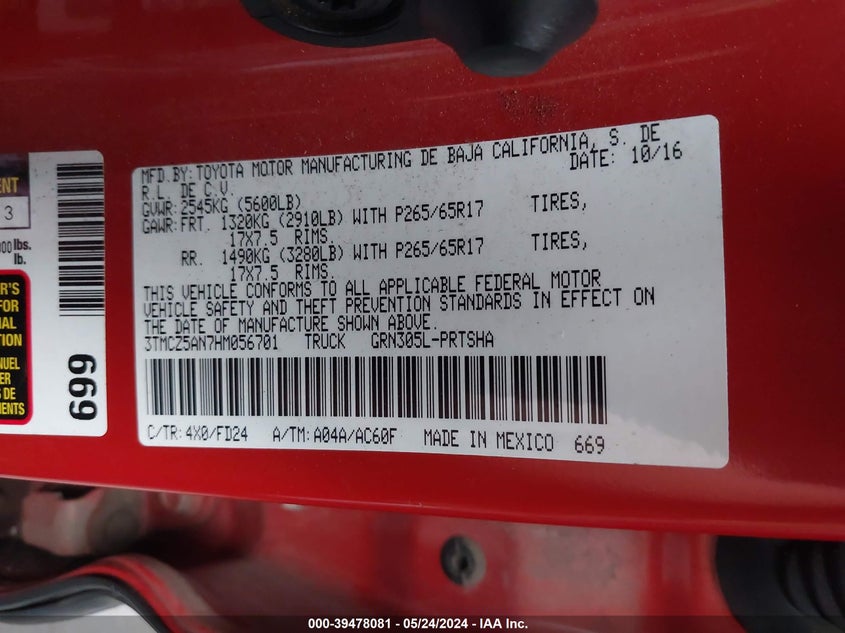 MFD.BY: TOYOTA MOTOR MANUFACTURING DE BAJA CALIFORNIA, S. DE
R.L. DE C.V. DATE: 10/16
GVWR: 2545KG (5600LB)
GAWR: FRT. 1320KG (2910LB) WITH P265/65R17 TIRES,
17X7.5 RIMS.
RR. 1490KG (3280LB) WITH P265/65R17 TIRES,
17X7.5 RIMS.
THIS VEHICLE CONFORMS TO ALL APPLICABLE FEDERAL MOTOR
VEHICLE SAFETY AND THEFT PREVENTION STANDARDS IN EFFECT ON
THE DATE OF MANUFACTURE SHOWN ABOVE.
3TMCZ5AN7HM056701 TRUCK GRN305L-PRTSHA
C/TR: 4X0/FD24 A/TM: A04A/AC60F MADE IN MEXICO 669
3
lbs.
lb.
FOR
699
000-39478081 - 05/24/2024 - IAA Inc.